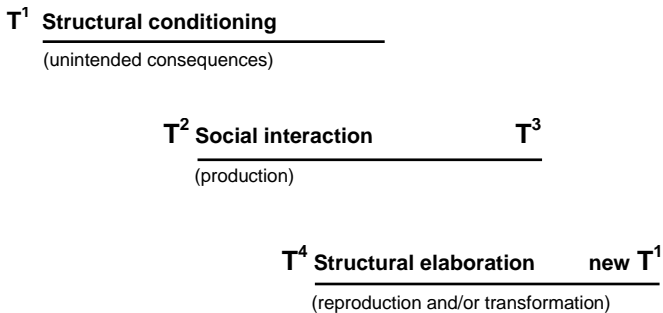 T¹ Structural conditioning
(unintended consequences)
T² Social interaction T³
(production)
T⁴ Structural elaboration new T¹
(reproduction and/or transformation)